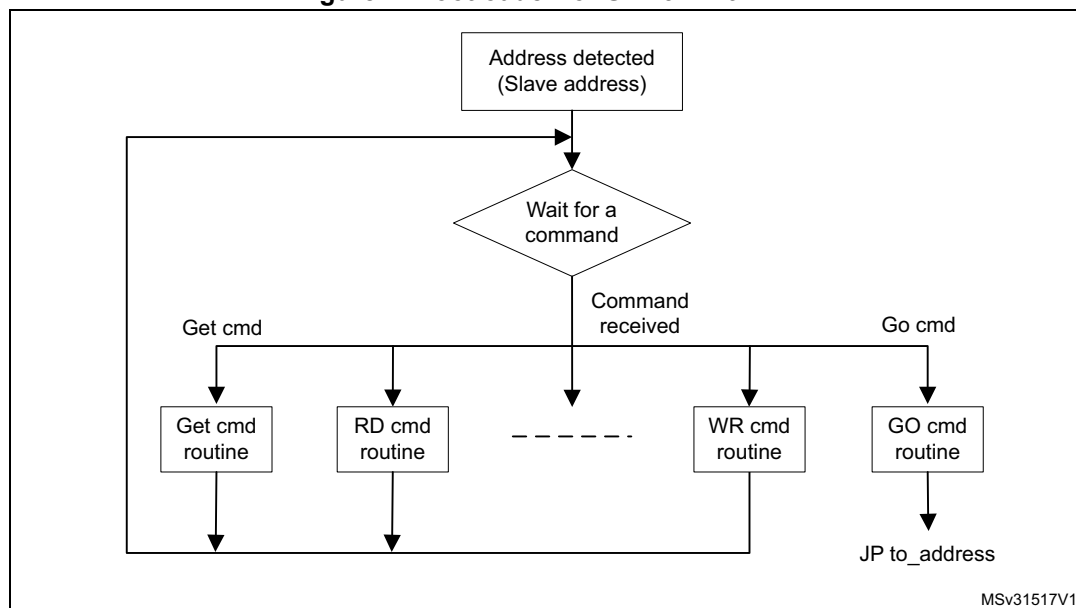 Address detected
(Slave address)
Wait for a
command
Command
received
Get cmd
Go cmd
Get cmd
routine
RD cmd
routine
WR cmd
routine
GO cmd
routine
JP to_address
MSv31517V1